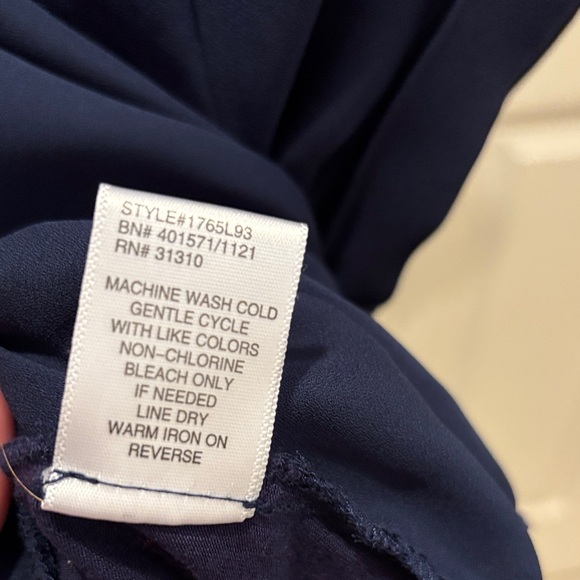 STYLE#1765L93
BN# 401571/1121
RN# 31310
MACHINE WASH COLD
GENTLE CYCLE
WITH LIKE COLORS
NON-CHLORINE
BLEACH ONLY
IF NEEDED
LINE DRY
WARM IRON ON
REVERSE